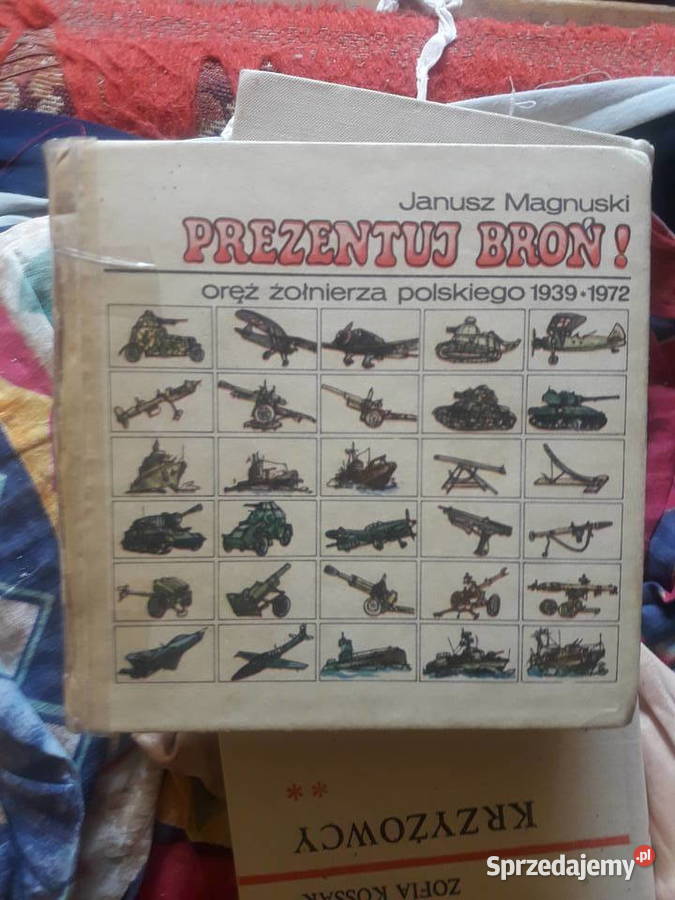 Janusz Magnuski
PREZENTUJ BROŃ!
oręż żołnierza polskiego 1939•1972
**
KRZYŻOWCY
ZOFIA KOSSAK
Sprzedajemy.pl